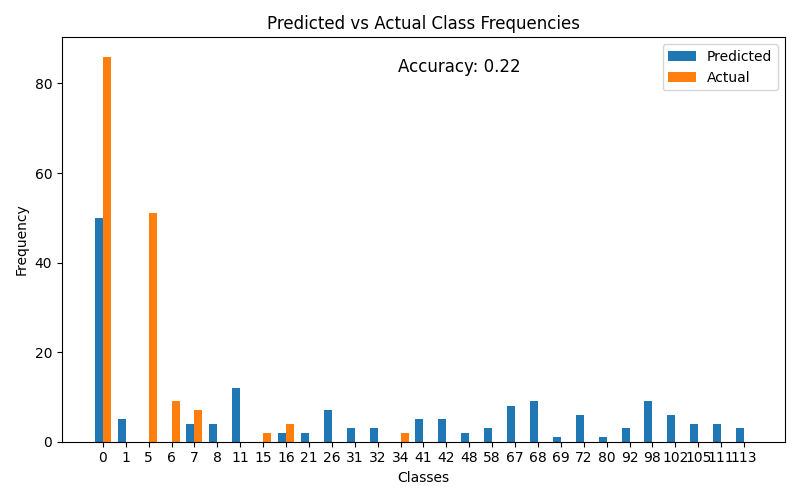 Predicted vs Actual Class Frequencies
Accuracy: 0.22
Predicted
Actual
Frequency
80
60
40
20
0
0 1 5 6 7 8 11 15 16 21 26 31 32 34 41 42 48 58 67 68 69 72 80 92 98 102 105 111 113
Classes